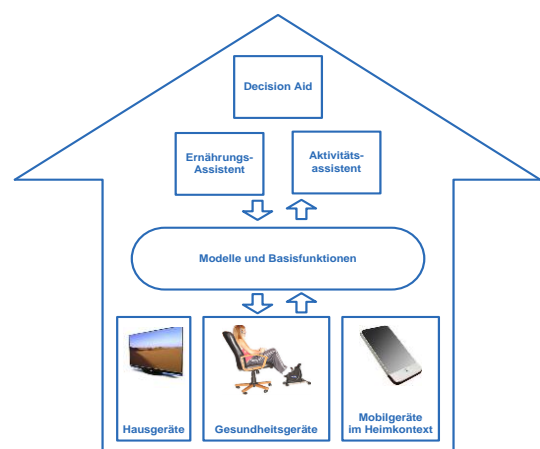 Decision Aid
Ernährungs-
Assistent
Aktivitäts-
assistent
Modelle und Basisfunktionen
Hausgeräte
Gesundheitsgeräte
Mobilgeräte
im Heimkontext